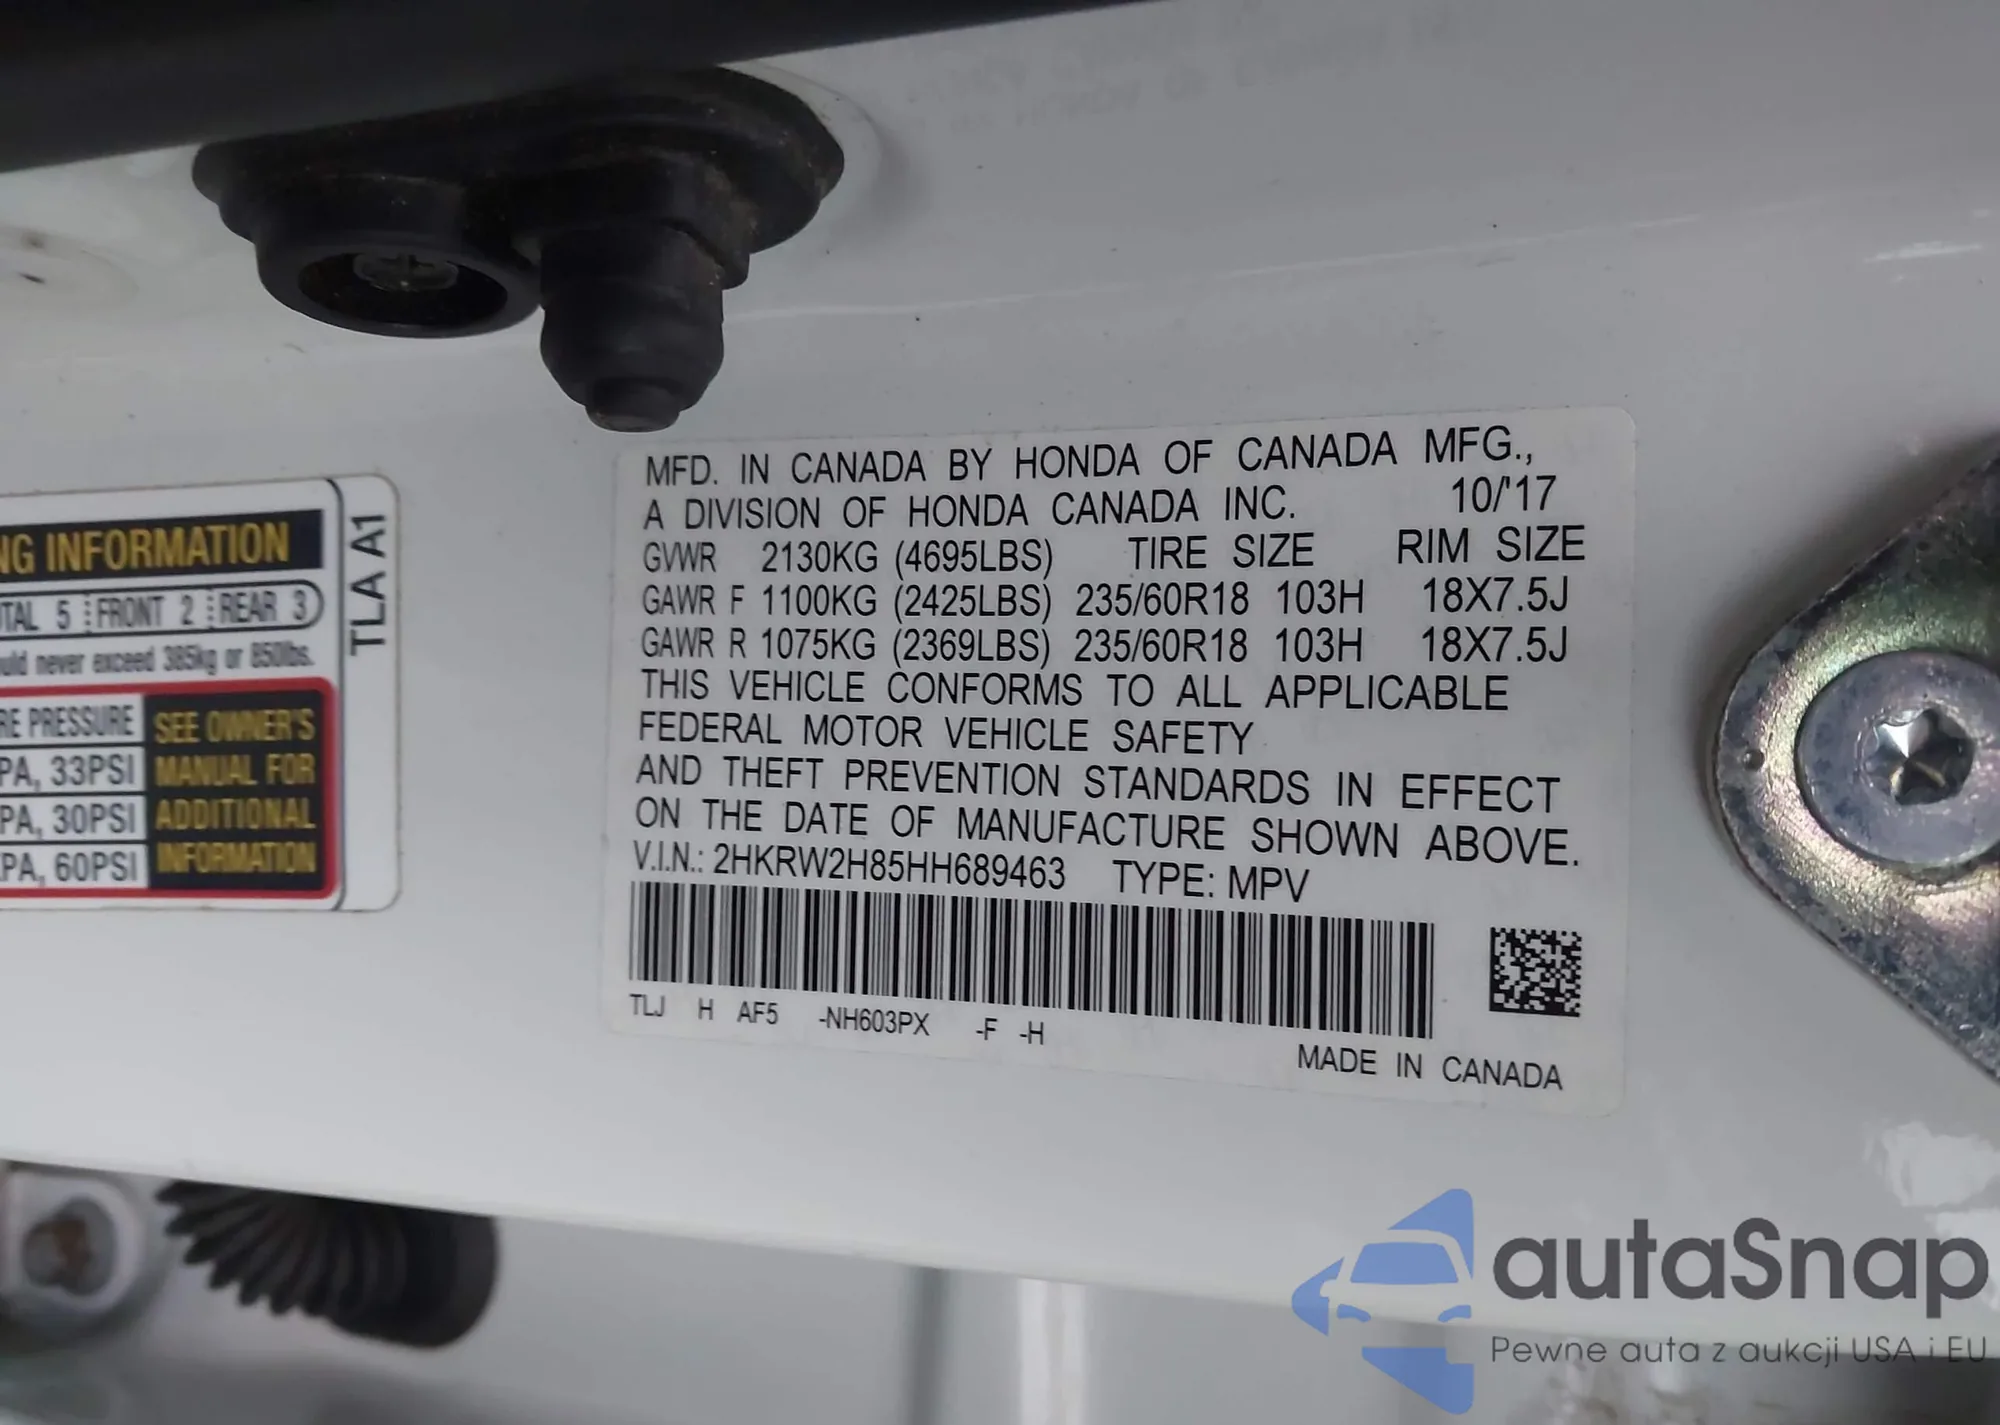 NG INFORMATION
TAL 5 FRONT 2 REAR 3
uld never exceed 385kg or 850lbs.
RE PRESSURE
PA, 33PSI
PA, 30PSI
PA, 60PSI
SEE OWNER'S
MANUAL FOR
ADDITIONAL
INFORMATION
TLA A1
MFD. IN CANADA BY HONDA OF CANADA MFG.,
A DIVISION OF HONDA CANADA INC. 10/'17
GVWR 2130KG (4695LBS) TIRE SIZE RIM SIZE
GAWR F 1100KG (2425LBS) 235/60R18 103H 18X7.5J
GAWR R 1075KG (2369LBS) 235/60R18 103H 18X7.5J
THIS VEHICLE CONFORMS TO ALL APPLICABLE
FEDERAL MOTOR VEHICLE SAFETY
AND THEFT PREVENTION STANDARDS IN EFFECT
ON THE DATE OF MANUFACTURE SHOWN ABOVE.
V.I.N.: 2HKRW2H85HH689463 TYPE: MPV
TLJ H AF5 -NH603PX -F -H
MADE IN CANADA
autaSnap
Pewne auta z aukcji USA i EU